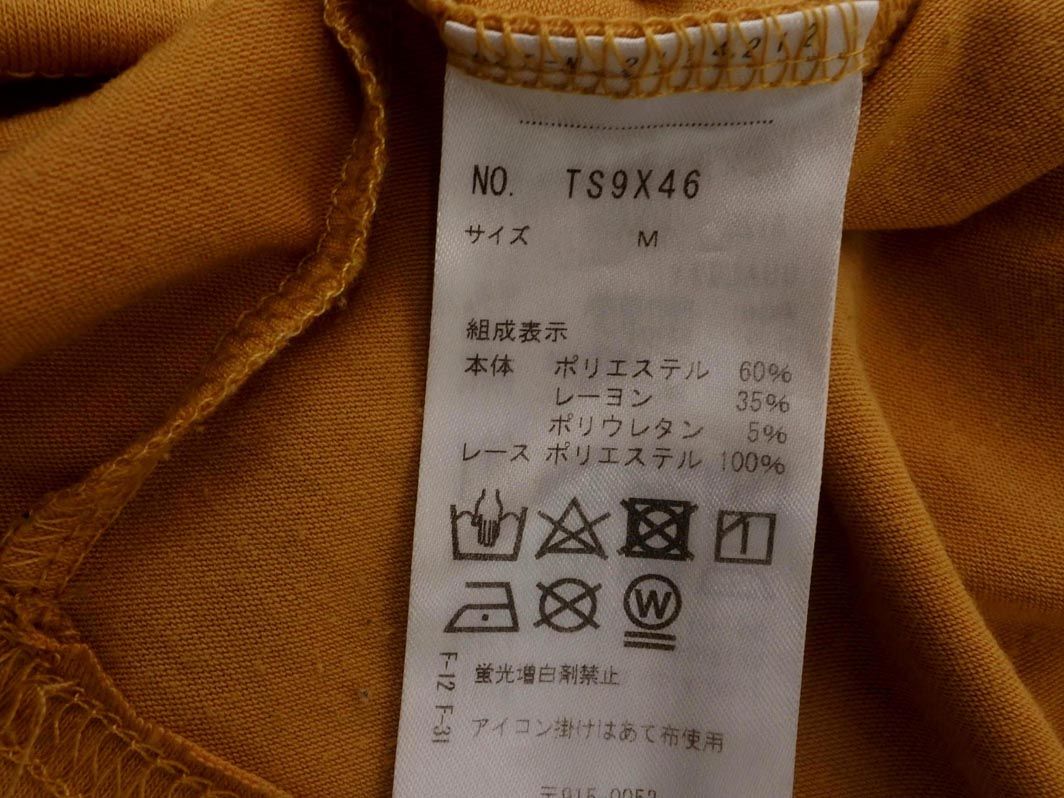 NO. TS9X46
サイズ M
組成表示
本体 ポリエステル 60%
レーヨン 35%
ポリウレタン 5%
レース ポリエステル 100%
W
F-12 F-31
蛍光増白剤禁止
アイコン掛けはあて布使用